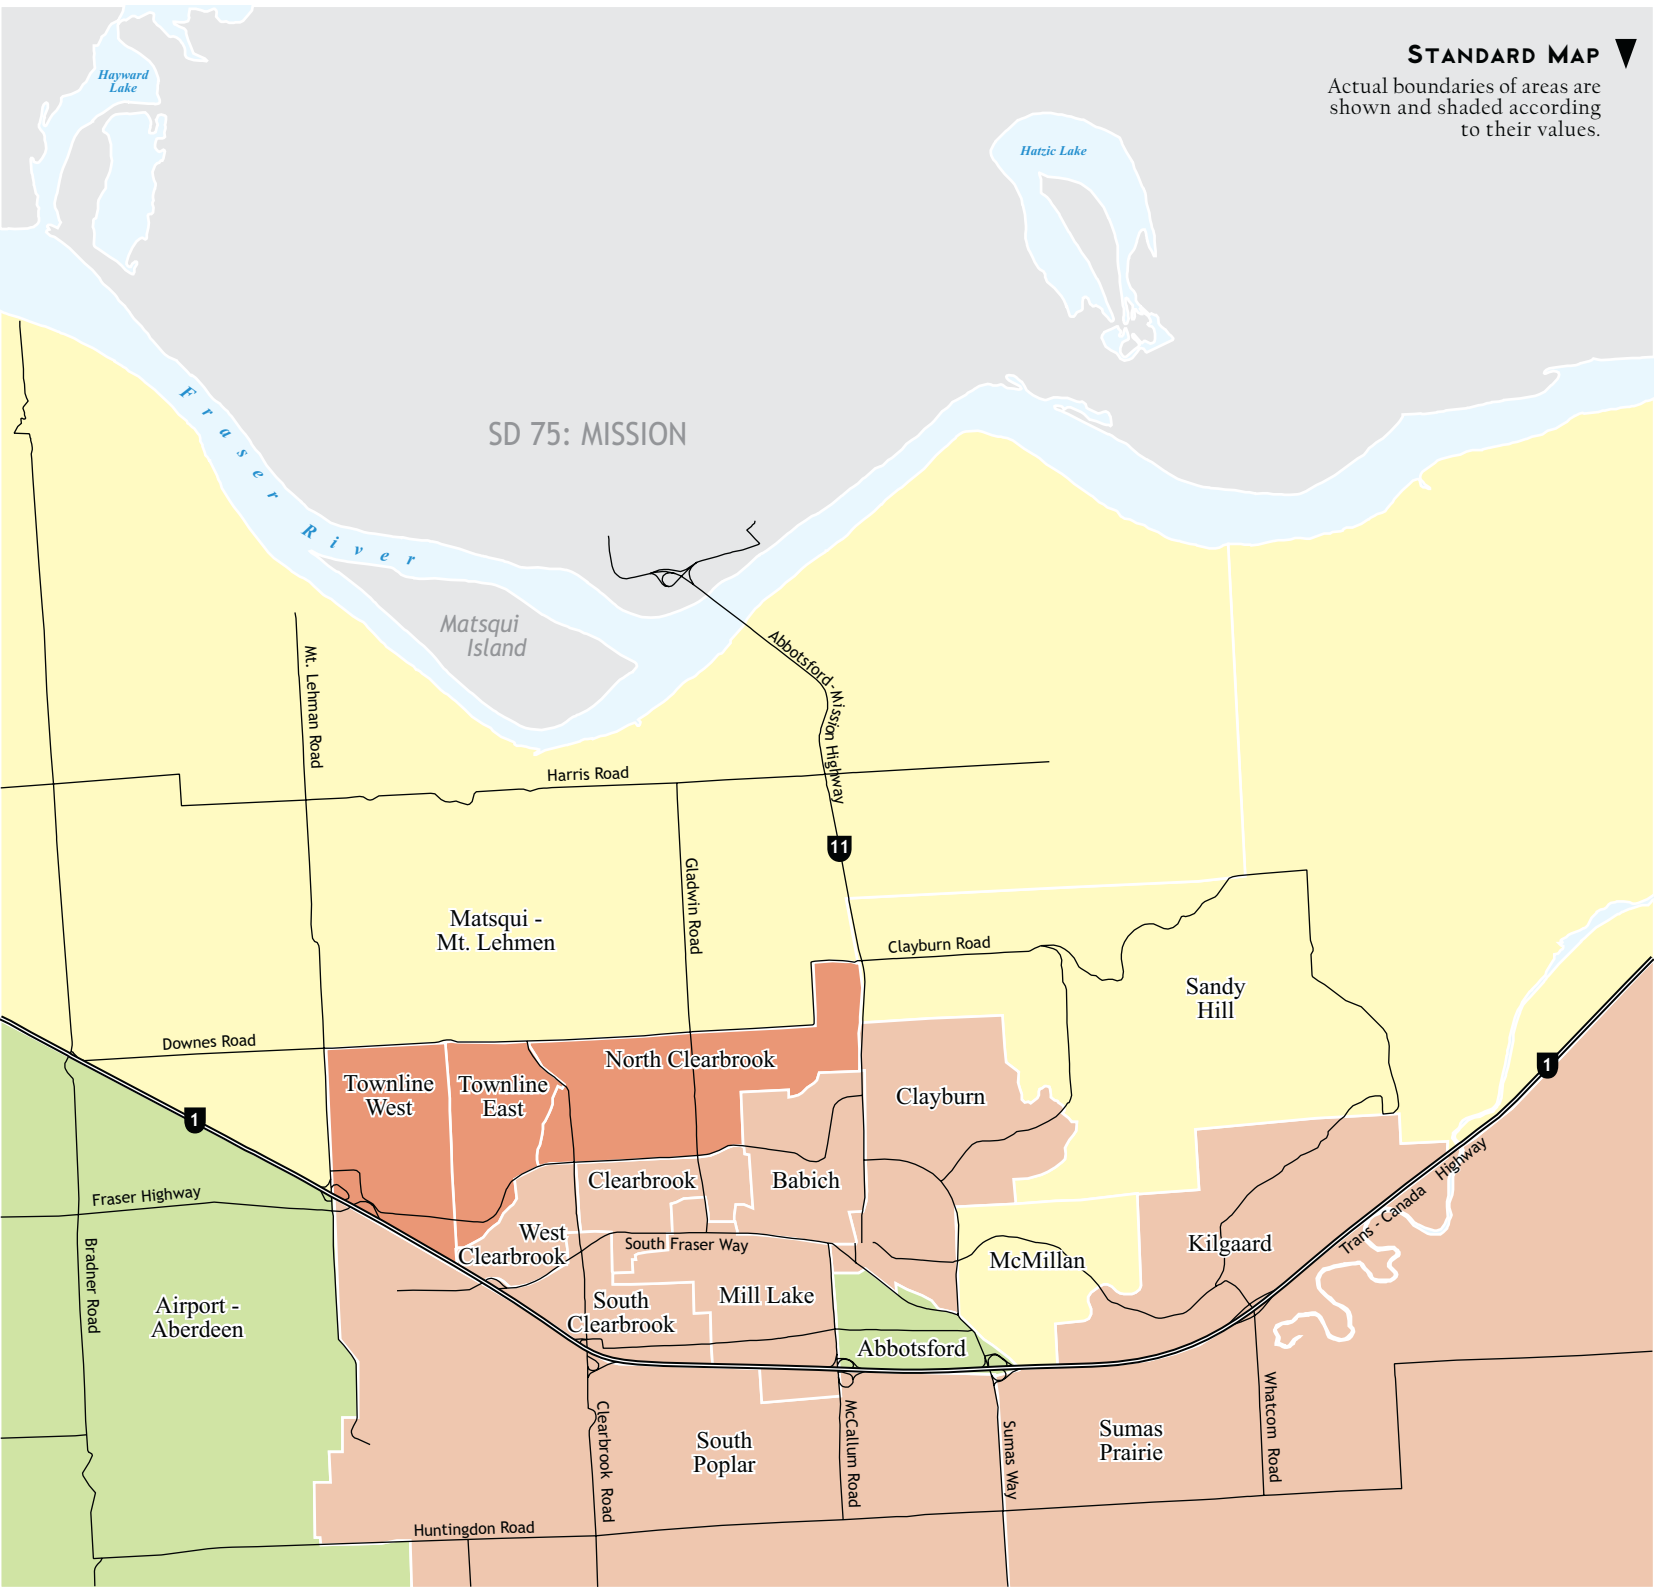 STANDARD MAP
Actual boundaries of areas are
shown and shaded according
to their values.
Hayward
Lake
Hatzic Lake
Fraser River
SD 75: MISSION
Matsqui
Island
Abbotsford-Mission Highway
Mt. Lehman Road
Harris Road
11
Gladwin Road
Matsqui -
Mt. Lehmen
Clayburn Road
Sandy
Hill
Downes Road
North Clearbrook
1
Townline
West
Townline
East
Clayburn
1
Clearbrook
Babich
Trans - Canada Highway
Fraser Highway
West
Clearbrook
South Fraser Way
McMillan
Kilgaard
Bradner Road
Airport -
Aberdeen
South
Clearbrook
Mill Lake
Abbotsford
Clearbrook Road
South
Poplar
McCallum Road
Sumas Way
Sumas
Prairie
Whatcom Road
Huntingdon Road